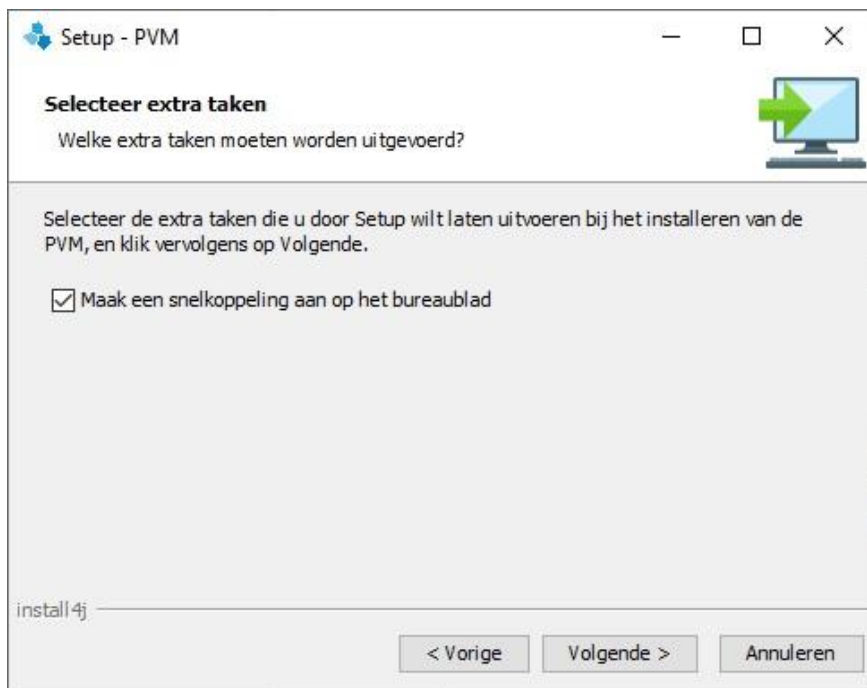 Setup - PVM
Selecteer extra taken
Welke extra taken moeten worden uitgevoerd?
Selecteer de extra taken die u door Setup wilt laten uitvoeren bij het installeren van de
PVM, en klik vervolgens op Volgende.
Maak een snelkoppeling aan op het bureaublad
install4j
< Vorige
Volgende >
Annuleren